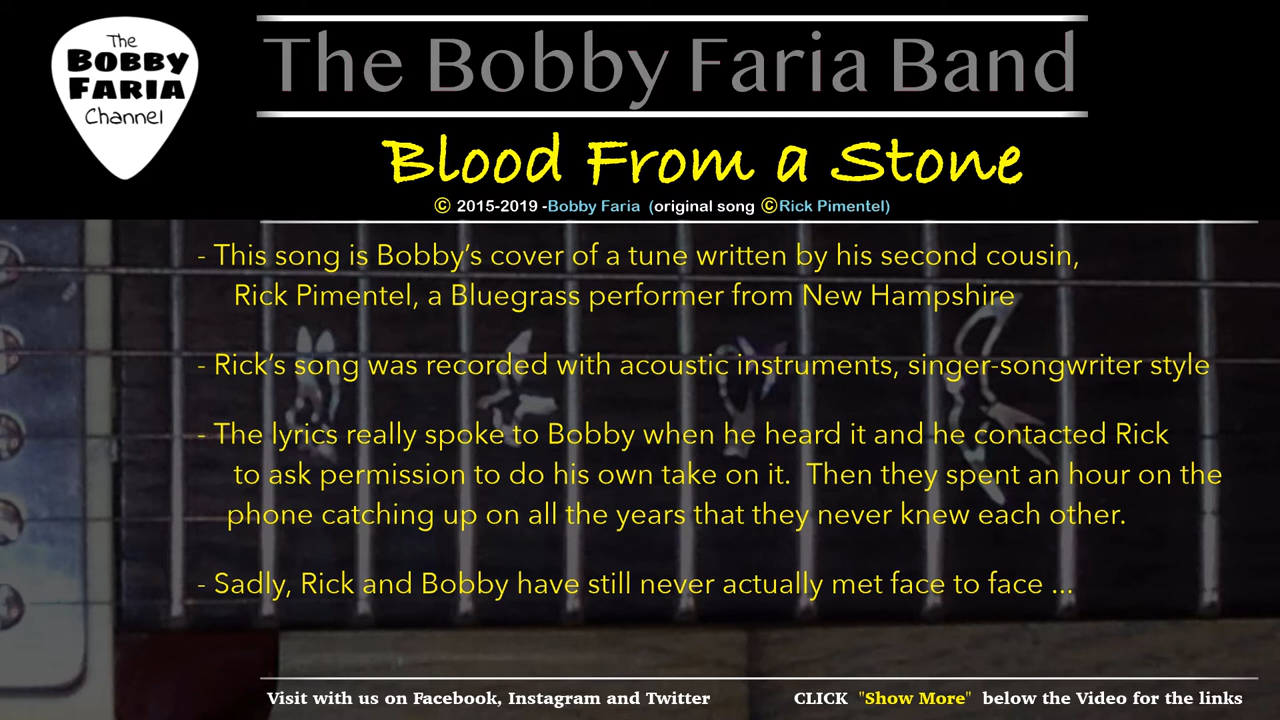 The
BOBBY
FARIA
Channel
The Bobby Faria Band
Blood From a Stone
© 2015-2019 -Bobby Faria (original song ©Rick Pimentel)
- This song is Bobby’s cover of a tune written by his second cousin,
Rick Pimentel, a Bluegrass performer from New Hampshire
- Rick’s song was recorded with acoustic instruments, singer-songwriter style
- The lyrics really spoke to Bobby when he heard it and he contacted Rick
to ask permission to do his own take on it. Then they spent an hour on the
phone catching up on all the years that they never knew each other.
- Sadly, Rick and Bobby have still never actually met face to face ...
Visit with us on Facebook, Instagram and Twitter
CLICK "Show More" below the Video for the links